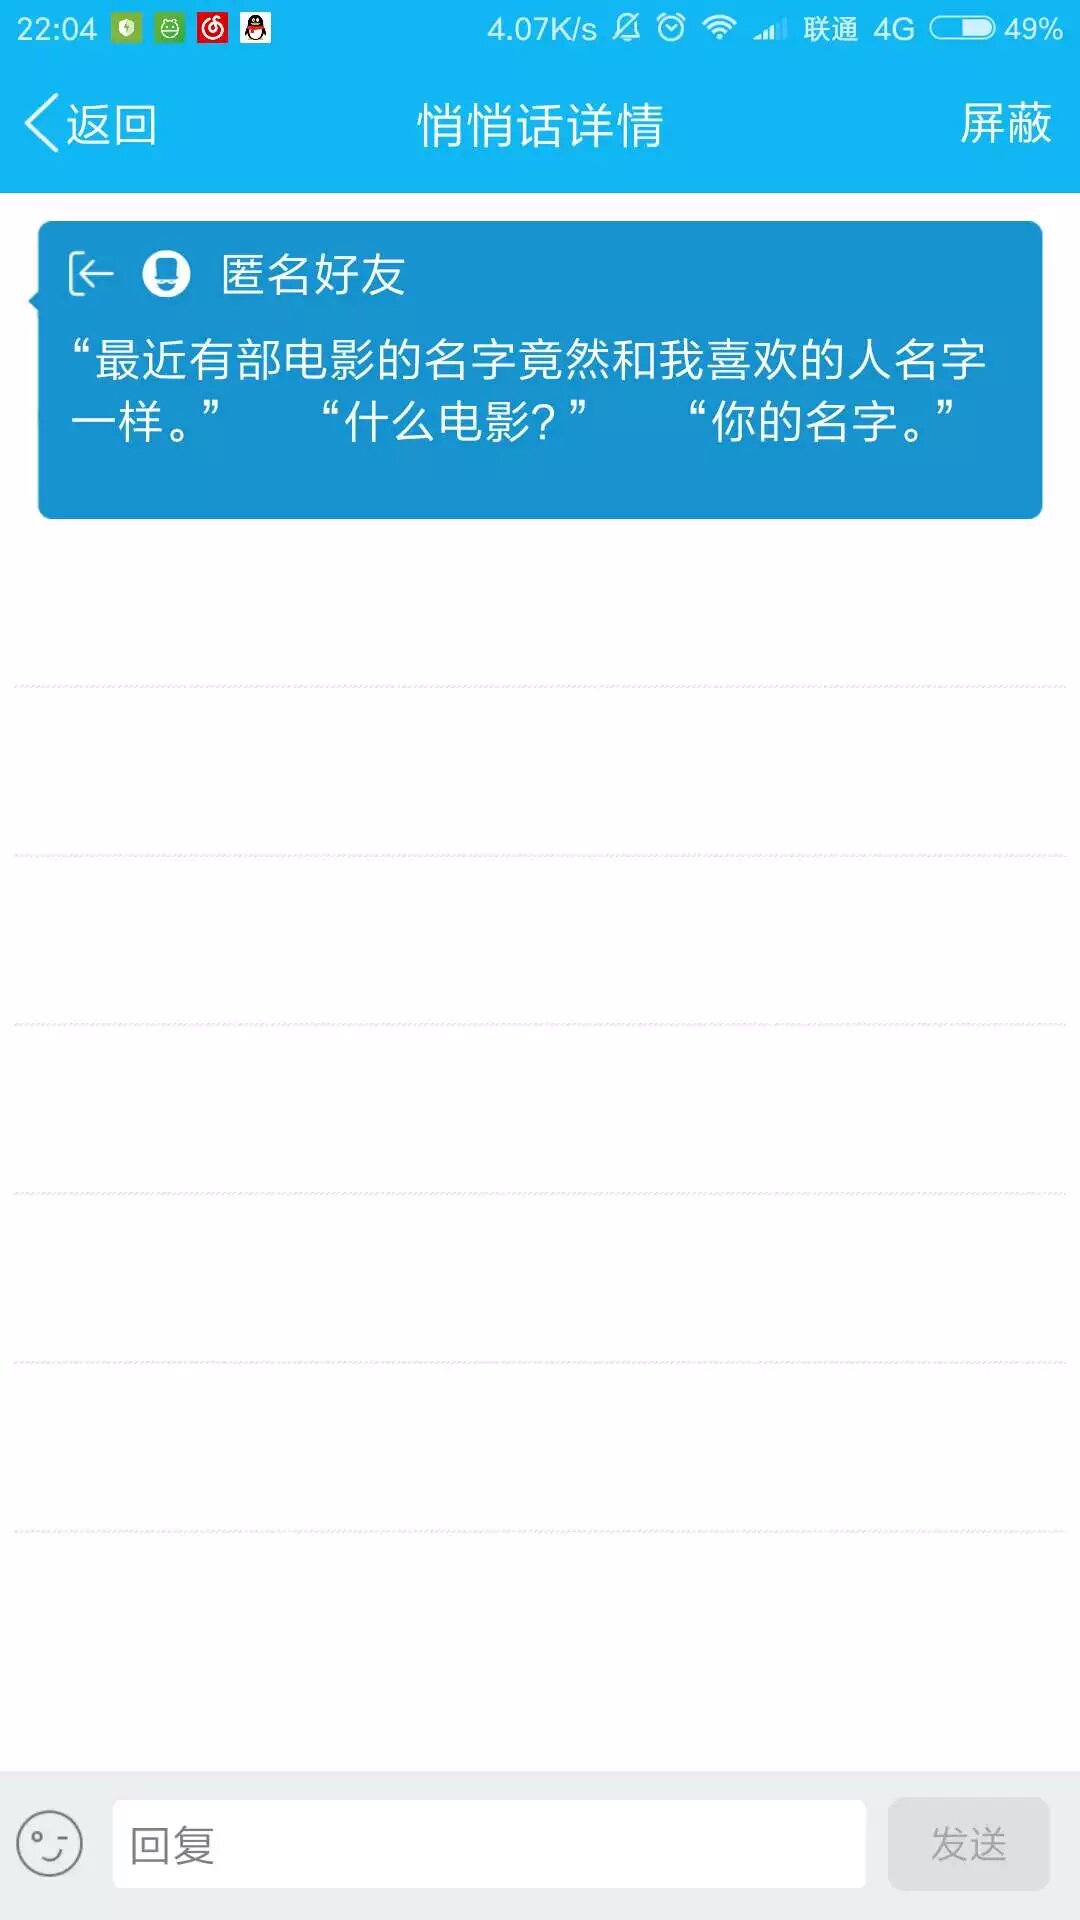 22:04 4.07K/s 联通 4G 49%
返回 悄悄话详情 屏蔽
匿名好友
“最近有部电影的名字竟然和我喜欢的人名字
一样。” “什么电影？” “你的名字。”
回复 发送